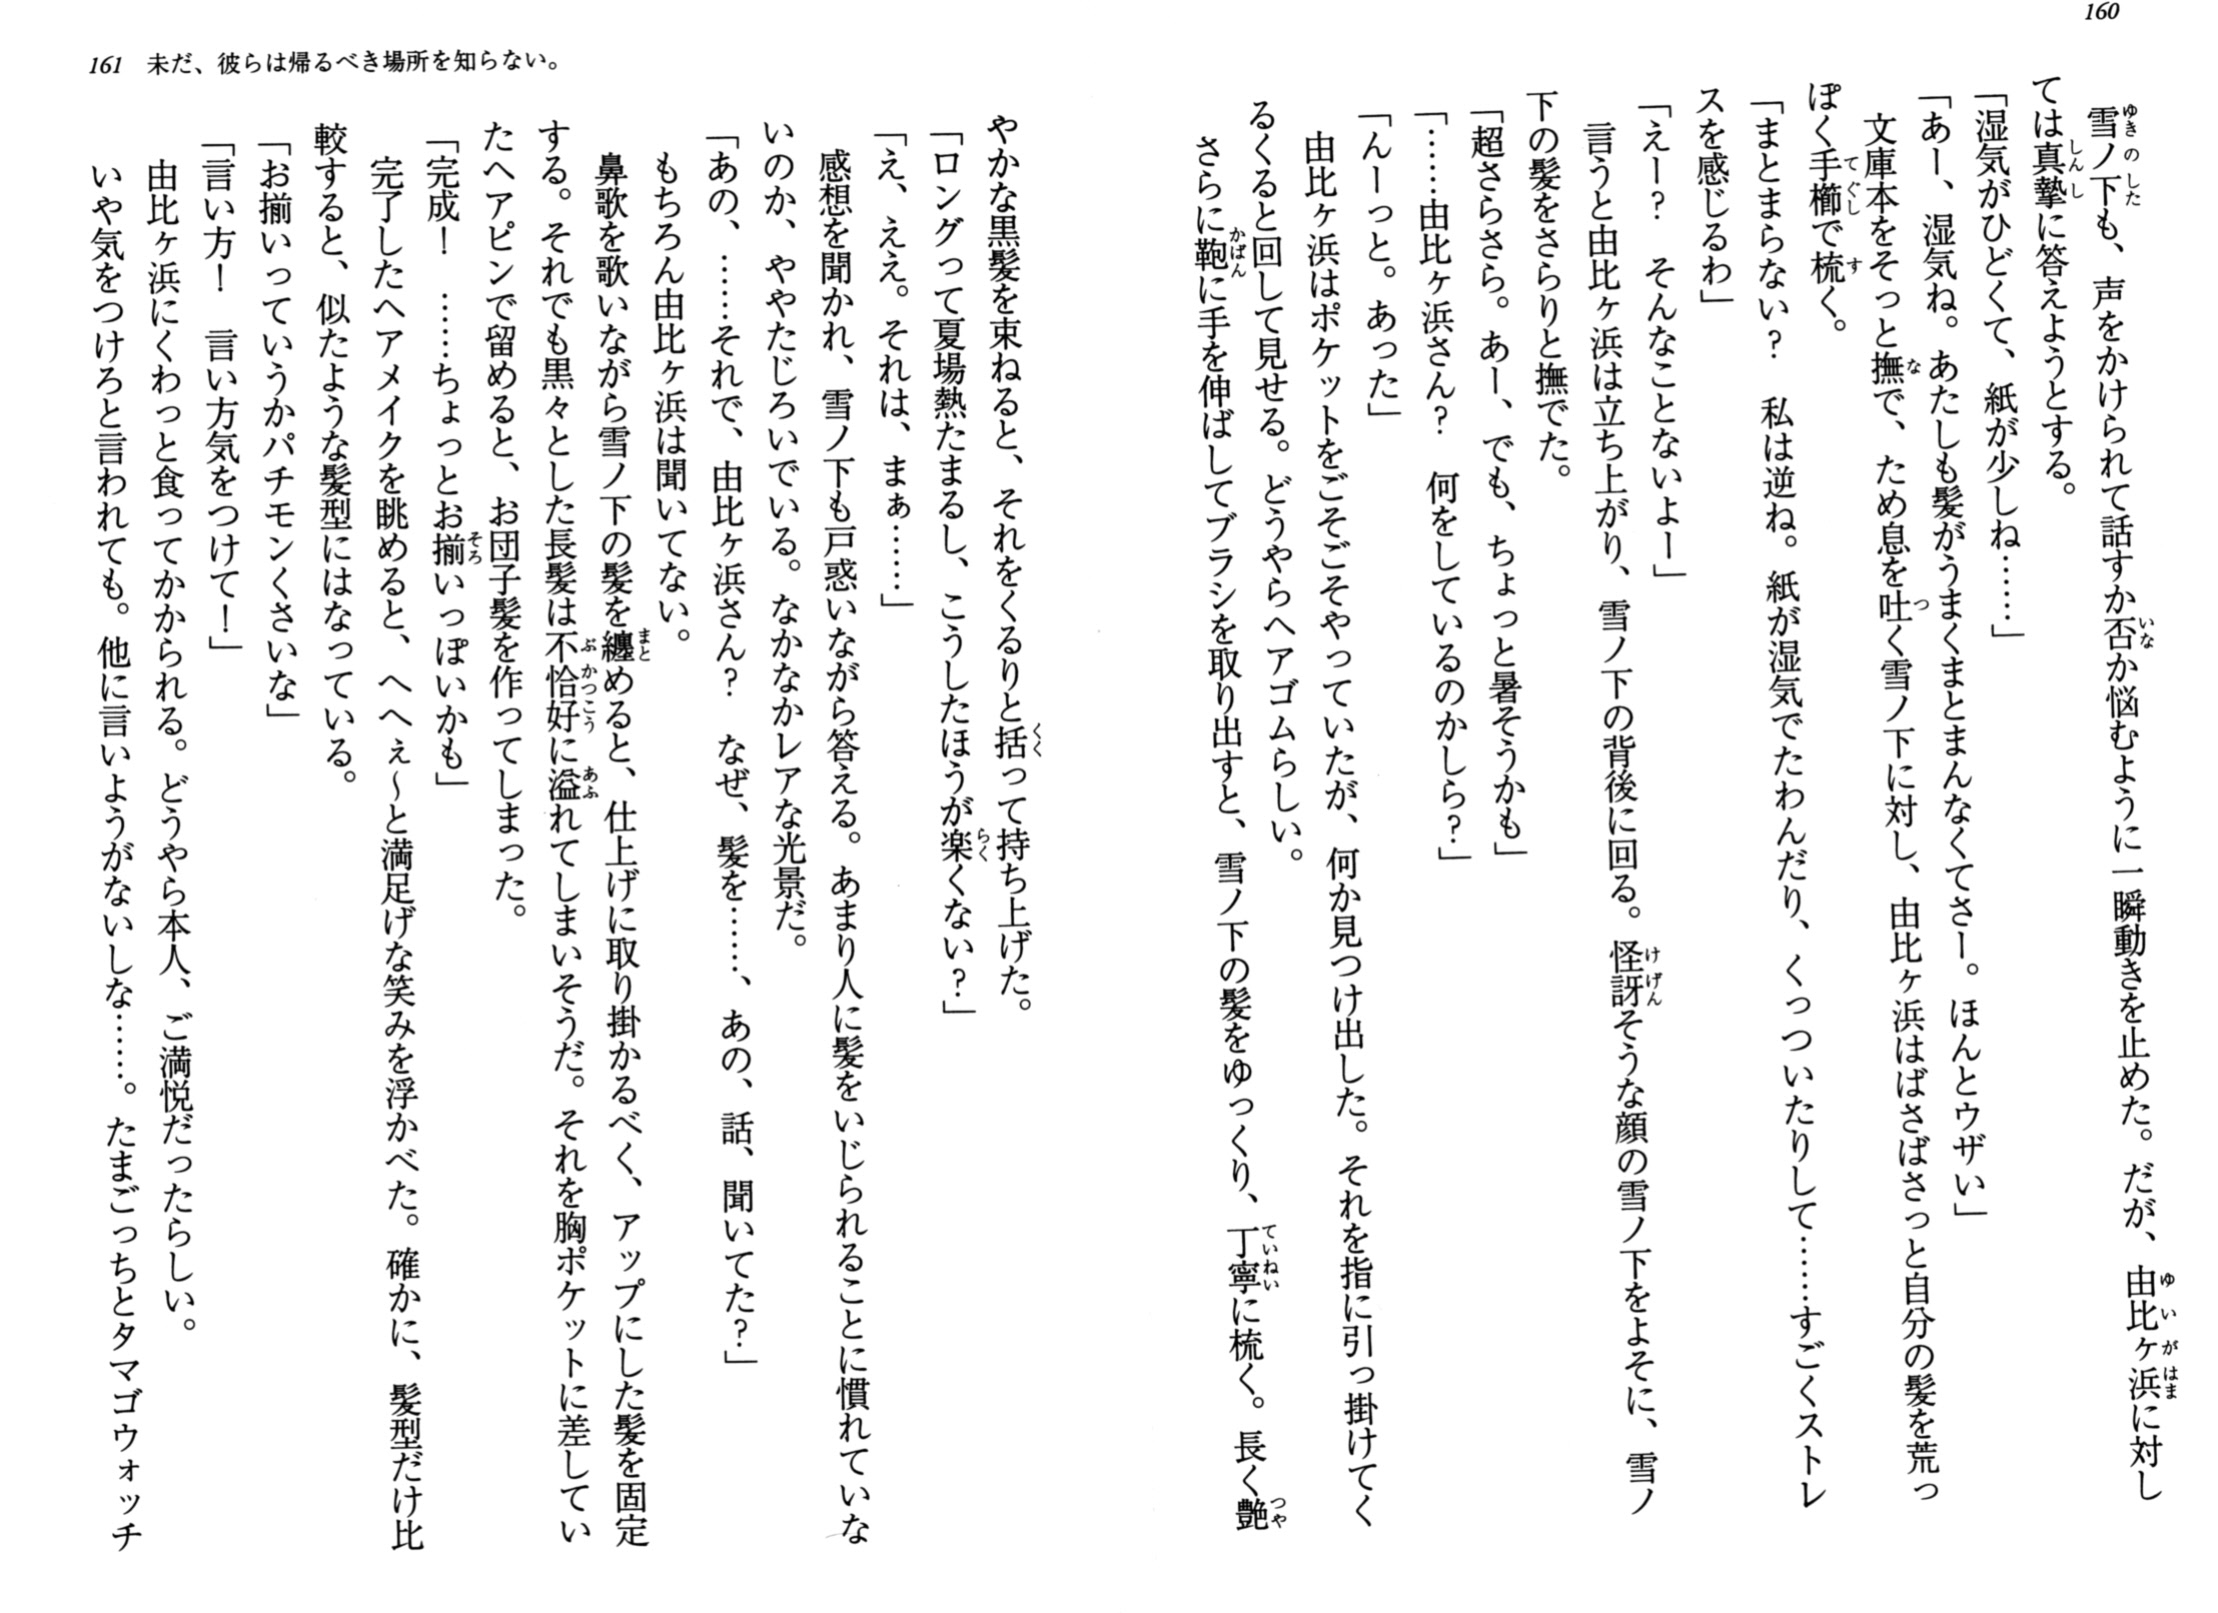 160
雪ノ下も、声をかけられて話すか否か悩むように一瞬動きを止めた。だが、由比ヶ浜に対し
ては真摯に答えようとする。
「湿気がひどくて、紙が少しね……」
「あー、湿気ね。あたしも髪がうまくまとまんなくてさー。ほんとウザい」
文庫本をそっと撫で、ため息を吐く雪ノ下に対し、由比ヶ浜はばさばさっと自分の髪を荒っ
ぽく手櫛で梳く。
「まとまらない？　私は逆ね。紙が湿気でたわんだり、くっついたりして……すごくストレ
スを感じるわ」
「えー？　そんなことないよー」
言うと由比ヶ浜は立ち上がり、雪ノ下の背後に回る。怪訝そうな顔の雪ノ下をよそに、雪ノ
下の髪をさらりと撫でた。
「超さらさら。あー、でも、ちょっと暑そうかも」
「……由比ヶ浜さん？　何をしているのかしら？」
「んーっと。あった」
由比ヶ浜はポケットをごそごそやっていたが、何か見つけ出した。それを指に引っ掛けてく
るくると回して見せる。どうやらヘアゴムらしい。
さらに鞄に手を伸ばしてブラシを取り出すと、雪ノ下の髪をゆっくり、丁寧に梳く。長く艶
161　未だ、彼らは帰るべき場所を知らない。
やかな黒髪を束ねると、それをくるりと括って持ち上げた。
「ロングって夏場熱たまるし、こうしたほうが楽くない？」
「え、ええ。それは、まぁ……」
感想を聞かれ、雪ノ下も戸惑いながら答える。あまり人に髪をいじられることに慣れていな
いのか、ややたじろいでいる。なかなかレアな光景だ。
「あの、……それで、由比ヶ浜さん？　なぜ、髪を……、あの、話、聞いてた？」
もちろん由比ヶ浜は聞いてない。
鼻歌を歌いながら雪ノ下の髪を纏めると、仕上げに取り掛かるべく、アップにした髪を固定
する。それでも黒々とした長髪は不恰好に溢れてしまいそうだ。それを胸ポケットに差してい
たヘアピンで留めると、お団子髪を作ってしまった。
「完成！　……ちょっとお揃いっぽいかも」
完了したヘアメイクを眺めると、へへぇ～と満足げな笑みを浮かべた。確かに、髪型だけ比
較すると、似たような髪型にはなっている。
「お揃いっていうかパチモンくさいな」
「言い方！　言い方気をつけて！」
由比ヶ浜にくわっと食ってかかられる。どうやら本人、ご満悦だったらしい。
いや気をつけろと言われても。他に言いようがないしな……。たまごっちとタマゴウォッチ